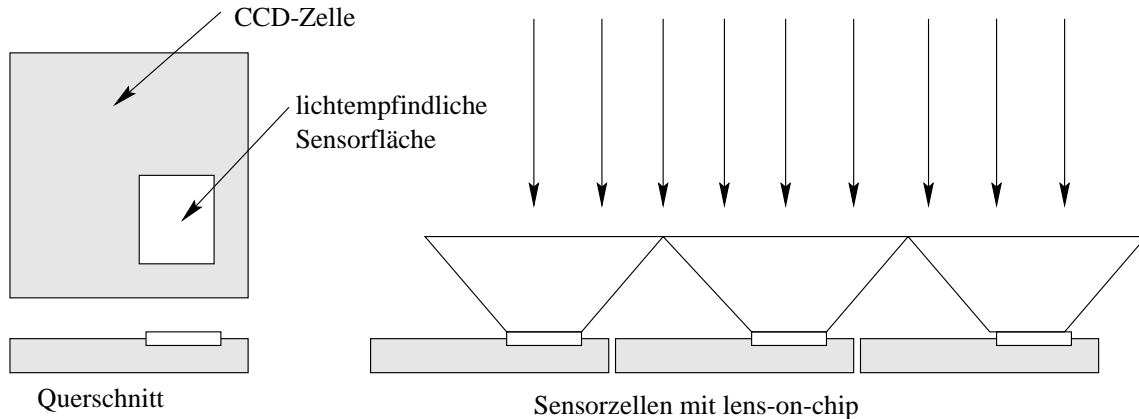 CCD-Zelle
lichtempfindliche
Sensorfläche
Querschnitt
Sensorzellen mit lens-on-chip